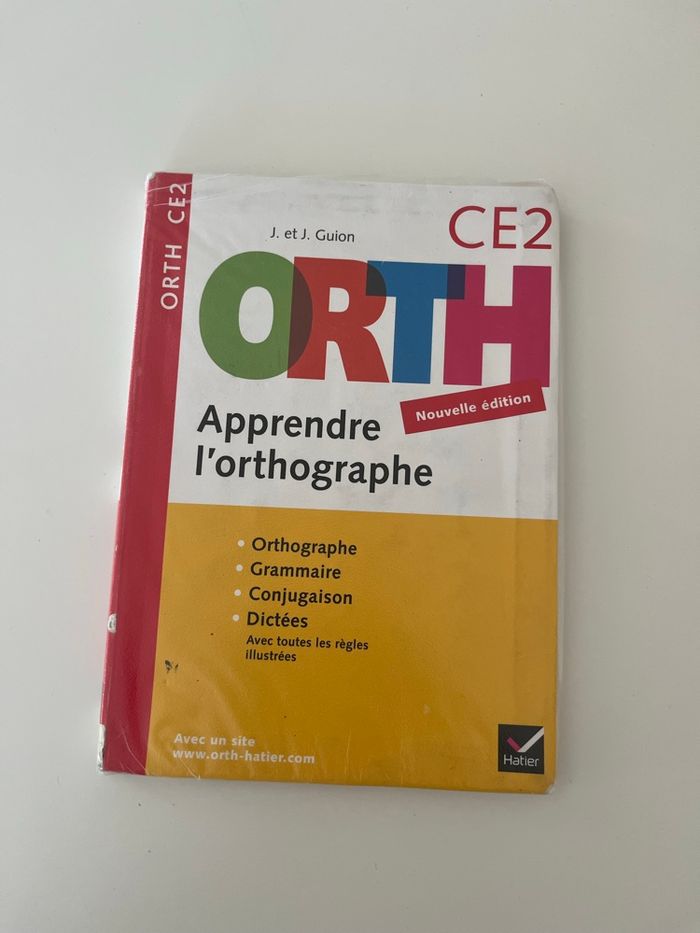 ORTH CE2
CE2
J. et J. Guion
ORTH
Nouvelle édition
Apprendre
l'orthographe
• Orthographe
• Grammaire
• Conjugaison
• Dictées
Avec toutes les règles
illustrées
Avec un site
www.orth-hatier.com
Hatier